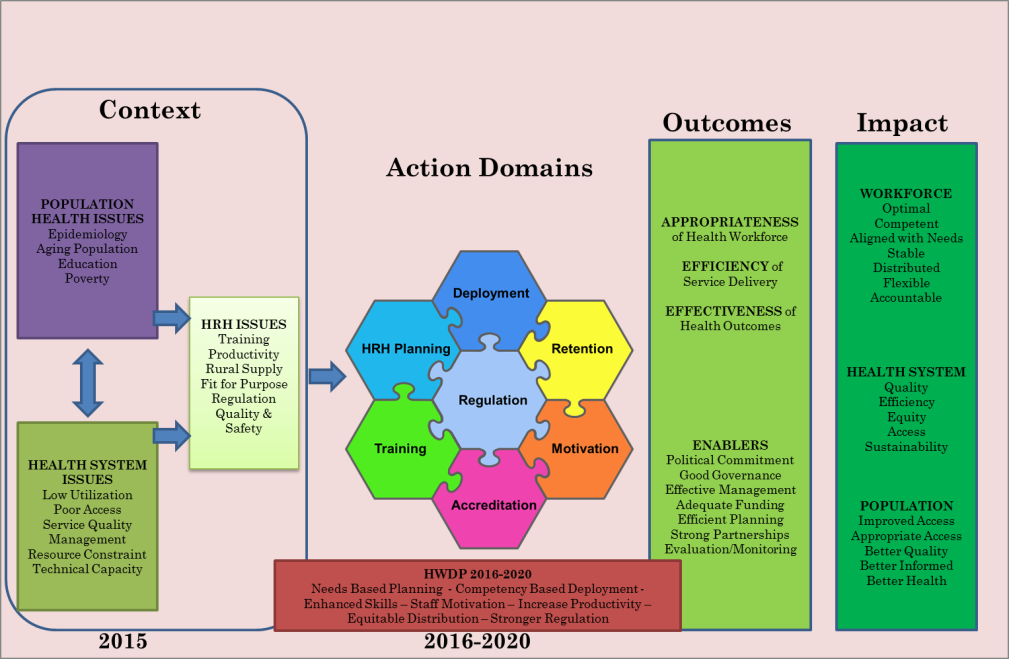 Context
POPULATION
HEALTH ISSUES
Epidemiology
Aging Population
Education
Poverty
HEALTH SYSTEM
ISSUES
Low Utilization
Poor Access
Service Quality
Management
Resource Constraint
Technical Capacity
HRH ISSUES
Training
Productivity
Rural Supply
Fit for Purpose
Regulation
Quality &
Safety
2015
Action Domains
Deployment
HRH Planning
Retention
Regulation
Training
Motivation
Accreditation
HWDP 2016-2020
Needs Based Planning - Competency Based Deployment -
Enhanced Skills – Staff Motivation – Increase Productivity –
Equitable Distribution – Stronger Regulation
2016-2020
Outcomes
APPROPRIATENESS
of Health Workforce
EFFICIENCY of
Service Delivery
EFFECTIVENESS of
Health Outcomes
ENABLERS
Political Commitment
Good Governance
Effective Management
Adequate Funding
Efficient Planning
Strong Partnerships
Evaluation/Monitoring
Impact
WORKFORCE
Optimal
Competent
Aligned with Needs
Stable
Distributed
Flexible
Accountable
HEALTH SYSTEM
Quality
Efficiency
Equity
Access
Sustainability
POPULATION
Improved Access
Appropriate Access
Better Quality
Better Informed
Better Health